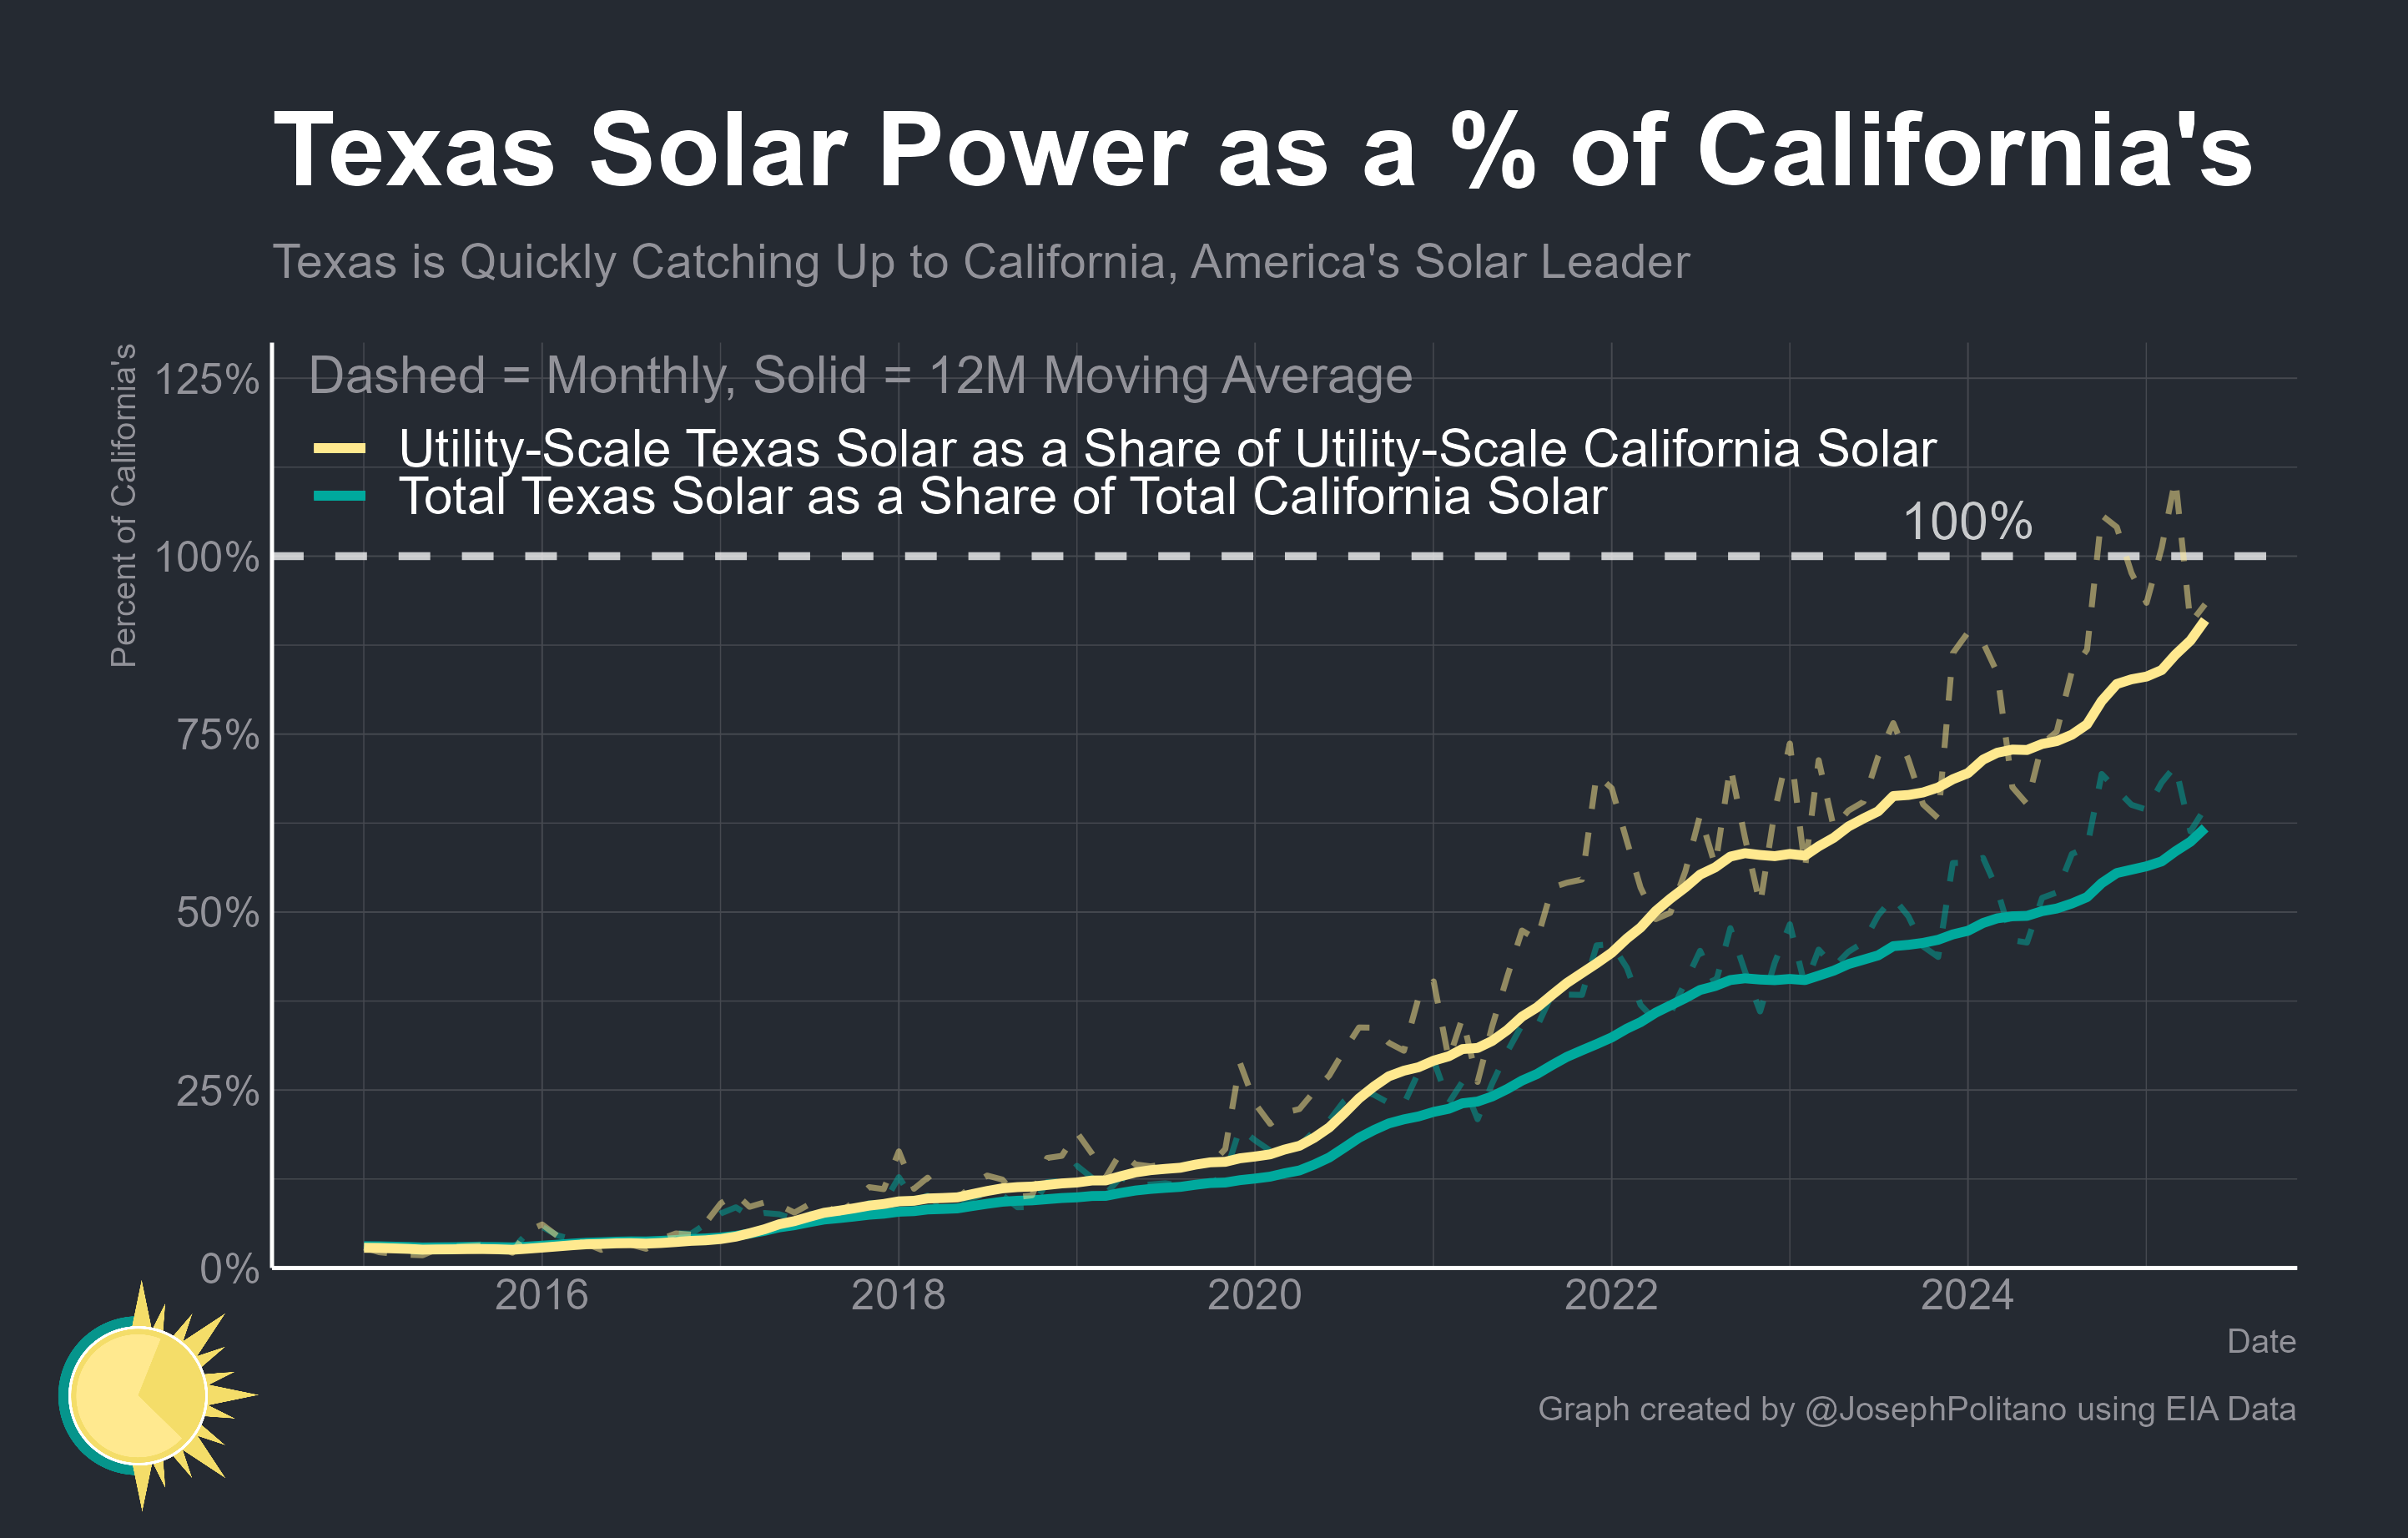 Texas Solar Power as a % of California's
Texas is Quickly Catching Up to California, America's Solar Leader
Percent of California's
Dashed = Monthly, Solid = 12M Moving Average
Utility-Scale Texas Solar as a Share of Utility-Scale California Solar
Total Texas Solar as a Share of Total California Solar
100%
125%
100%
75%
50%
25%
0%
2016 2018 2020 2022 2024
Date
Graph created by @JosephPolitano using EIA Data